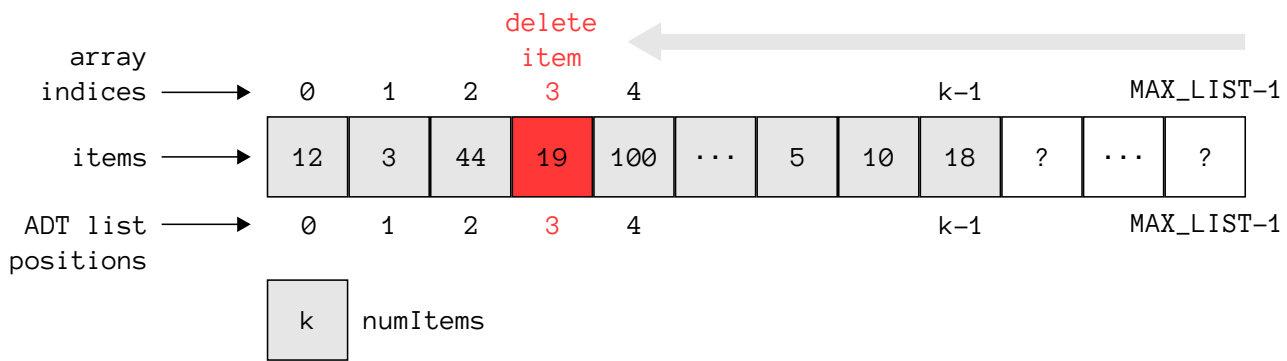 delete
item
array
indices
0 1 2 3 4 k-1 MAX_LIST-1
items
12 3 44 19 100 ... 5 10 18 ? ... ?
ADT list
positions
0 1 2 3 4 k-1 MAX_LIST-1
k numItems